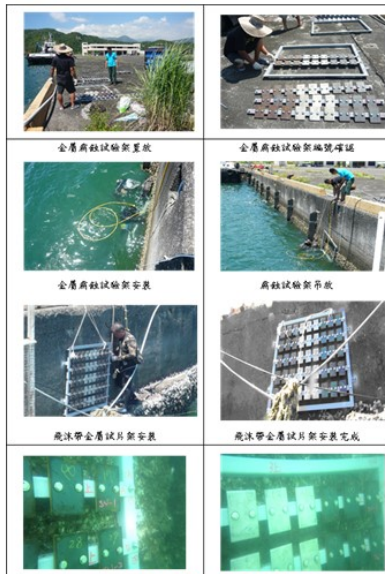 金屬腐蝕試驗架置放
金屬腐蝕試驗架編號確認
金屬腐蝕試驗架安裝
腐蝕試驗架吊放
飛沫帶金屬試片架安裝
飛沫帶金屬試片架安裝完成